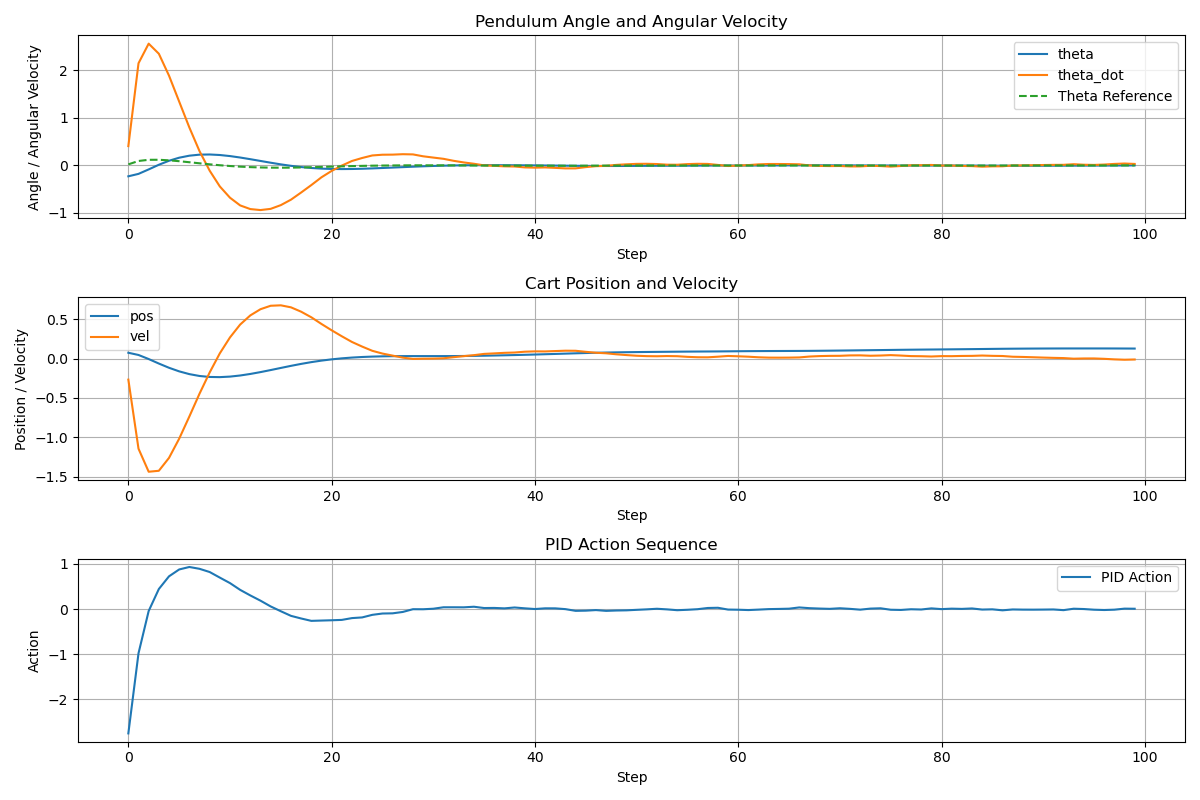 Pendulum Angle and Angular Velocity
Angle / Angular Velocity
2
1
0
−1
theta
theta_dot
Theta Reference
0 20 40 60 80 100
Step
Cart Position and Velocity
Position / Velocity
0.5
0.0
−0.5
−1.0
−1.5
pos
vel
0 20 40 60 80 100
Step
PID Action Sequence
Action
1
0
−1
−2
PID Action
0 20 40 60 80 100
Step